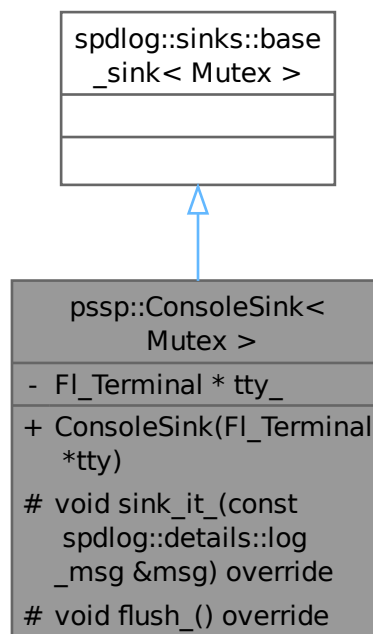 spdlog::sinks::base
_sink< Mutex >
pssp::ConsoleSink<
Mutex >
- Fl_Terminal * tty_
+ ConsoleSink(Fl_Terminal
*tty)
# void sink_it_(const
spdlog::details::log
_msg &msg) override
# void flush_() override